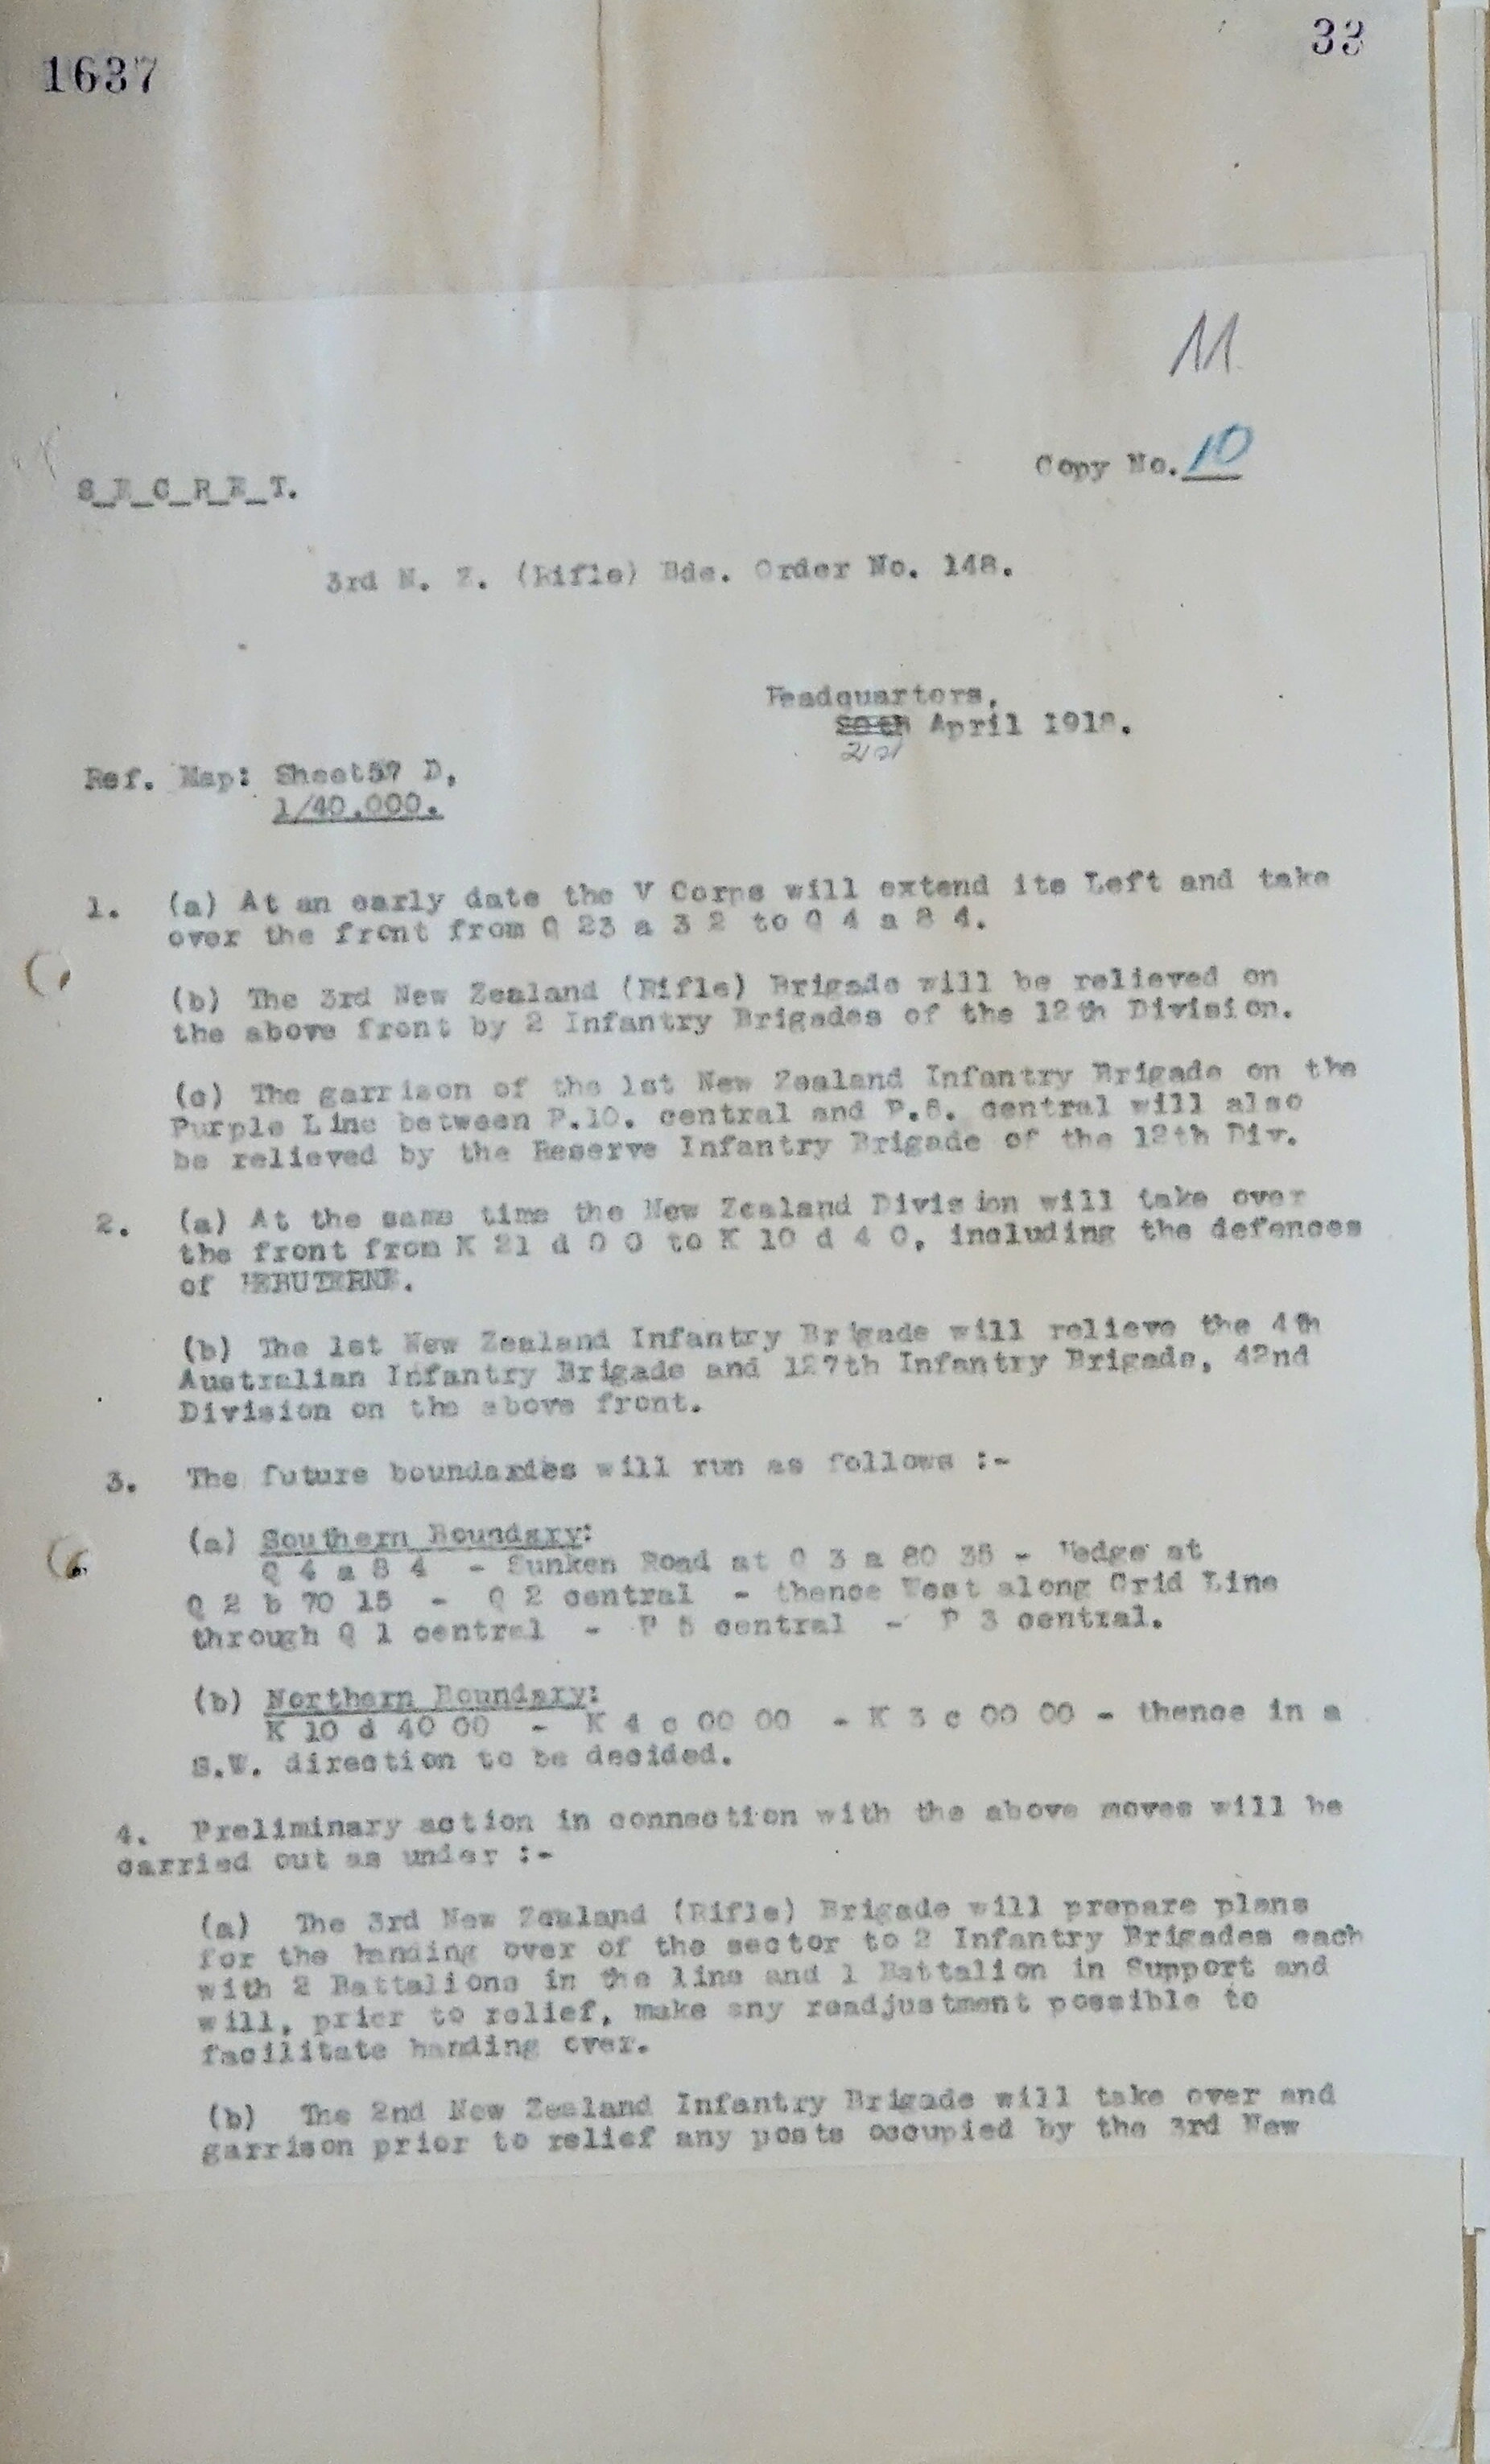 1637
33
11
Copy No. 10
S_E_C_R_E_T.
3rd N. Z. (Rifle) Bde. Order No. 148.
Headquarters,
20th April 1918.
21st
Ref. Map: Sheet57 D,
1/40,000.
1. (a) At an early date the V Corps will extend its Left and take
over the front from Q 23 a 3 2 to Q 4 a 8 4.
(b) The 3rd New Zealand (Rifle) Brigade will be relieved on
the above front by 2 Infantry Brigades of the 12th Division.
(c) The garrison of the 1st New Zealand Infantry Brigade on the
Purple Line between P.10. central and P.8. central will also
be relieved by the Reserve Infantry Brigade of the 12th Div.
2. (a) At the same time the New Zealand Division will take over
the front from K 21 d 0 0 to K 10 d 4 0, including the defences
of HEBUTERNE.
(b) The 1st New Zealand Infantry Brigade will relieve the 4th
Australian Infantry Brigade and 127th Infantry Brigade, 42nd
Division on the above front.
3. The future boundaries will run as follows :-
(a) Southern Boundary:
Q 4 a 8 4 - Sunken Road at Q 3 a 80 35 - Hedge at
Q 2 b 70 15 - Q 2 central - thence West along Grid Line
through Q 1 central - P 5 central - P 3 central.
(b) Northern Boundary:
K 10 d 40 00 - K 4 c 00 00 - K 3 c 00 00 - thence in a
S.W. direction to be decided.
4. Preliminary action in connection with the above moves will be
carried out as under :-
(a) The 3rd New Zealand (Rifle) Brigade will prepare plans
for the handing over of the sector to 2 Infantry Brigades each
with 2 Battalions in the line and 1 Battalion in Support and
will, prior to relief, make any readjustment possible to
facilitate handing over.
(b) The 2nd New Zealand Infantry Brigade will take over and
garrison prior to relief any posts occupied by the 3rd New